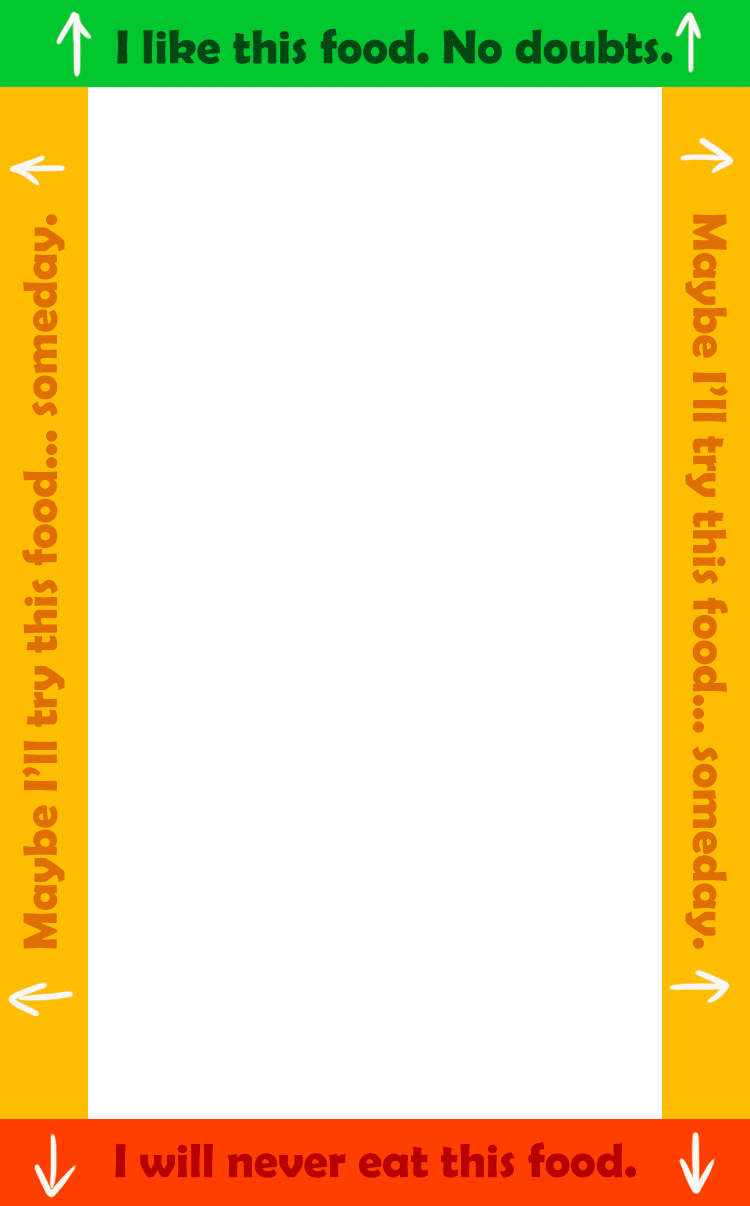 I like this food. No doubts.
Maybe I'll try this food... someday.
Maybe I'll try this food... someday.
I will never eat this food.